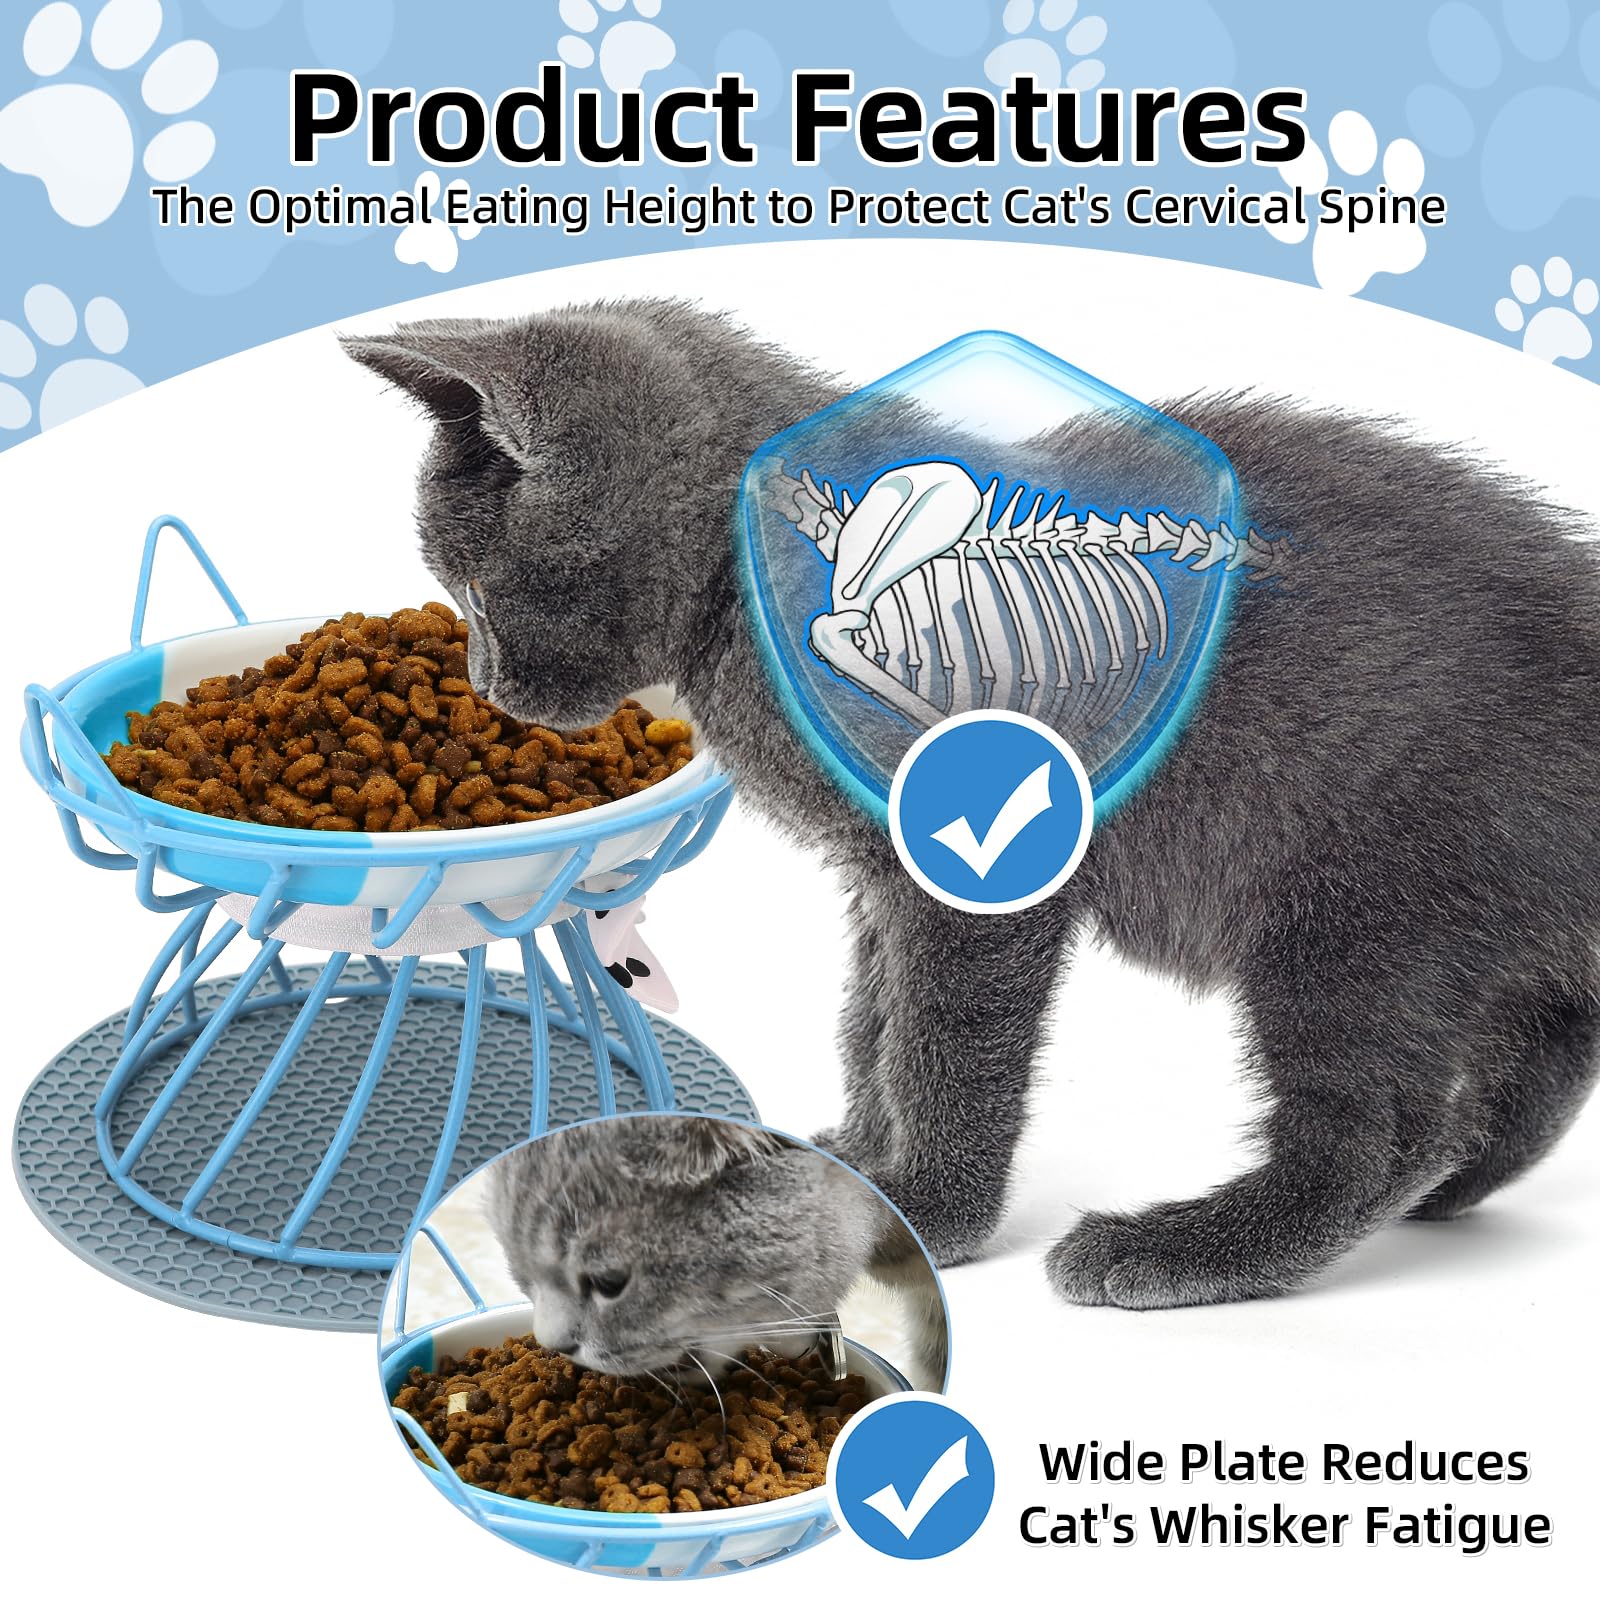 Product Features
The Optimal Eating Height to Protect Cat's Cervical Spine
Wide Plate Reduces
Cat's Whisker Fatigue